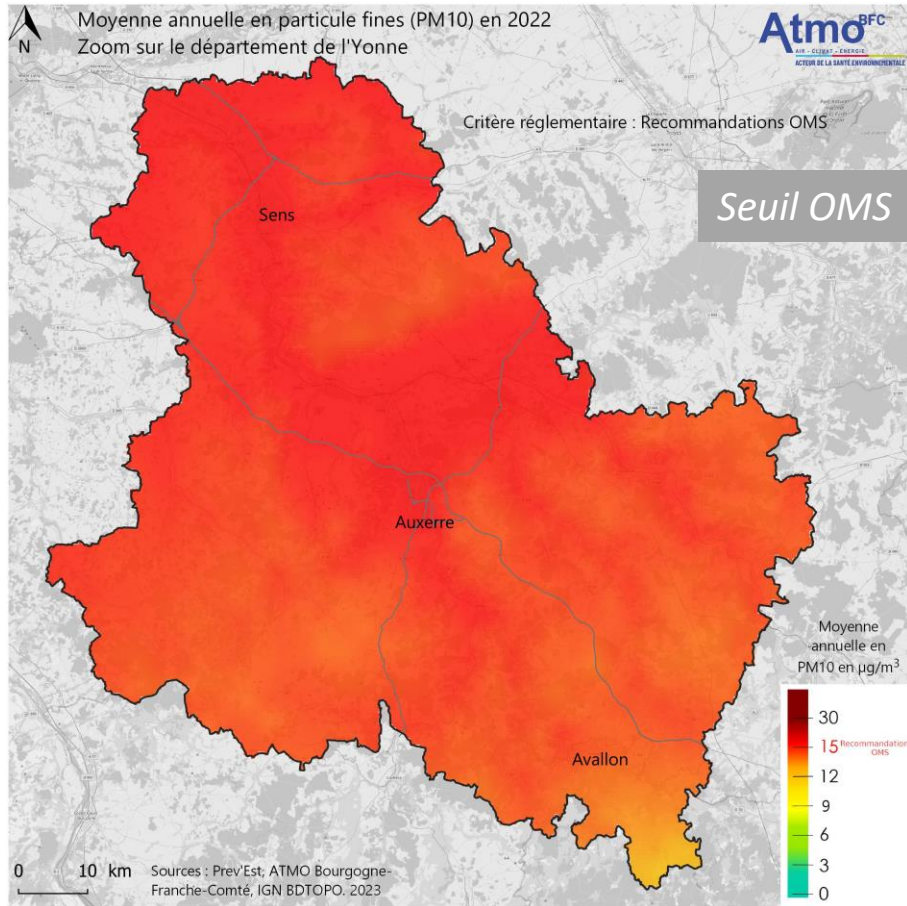 Moyenne annuelle en particule fines (PM10) en 2022
Zoom sur le département de l'Yonne
N
Atmo BFC
AIR - CLIMAT - ÉNERGIE
ACTEUR DE LA SANTÉ ENVIRONNEMENTALE
Critère réglementaire : Recommandations OMS
Seuil OMS
Sens
Auxerre
Avallon
Moyenne
annuelle en
PM10 en µg/m³
30
15 Recommandation
OMS
12
9
6
3
0
0 10 km
Sources : Prev'Est, ATMO Bourgogne-
Franche-Comté, IGN BDTOPO. 2023